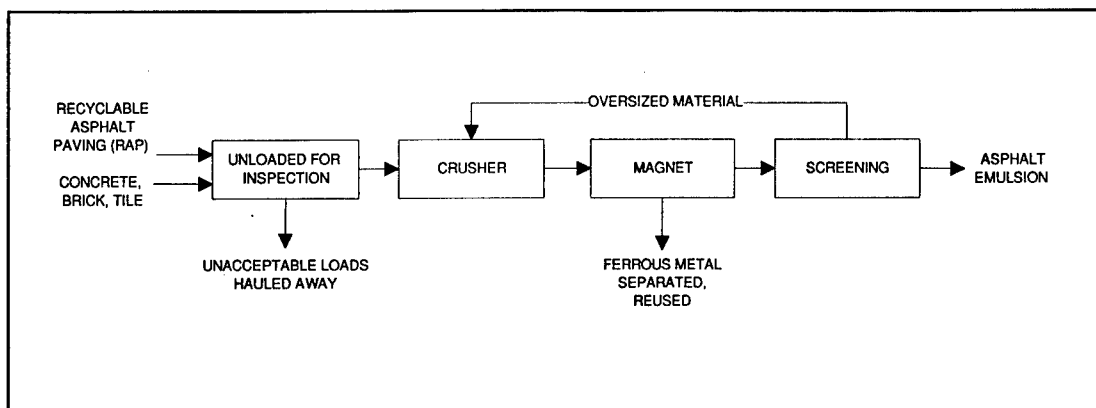 RECYCLABLE
ASPHALT
PAVING (RAP)
CONCRETE,
BRICK, TILE
UNLOADED FOR
INSPECTION
UNACCEPTABLE LOADS
HAULED AWAY
CRUSHER
OVERSIZED MATERIAL
MAGNET
FERROUS METAL
SEPARATED,
REUSED
SCREENING
ASPHALT
EMULSION